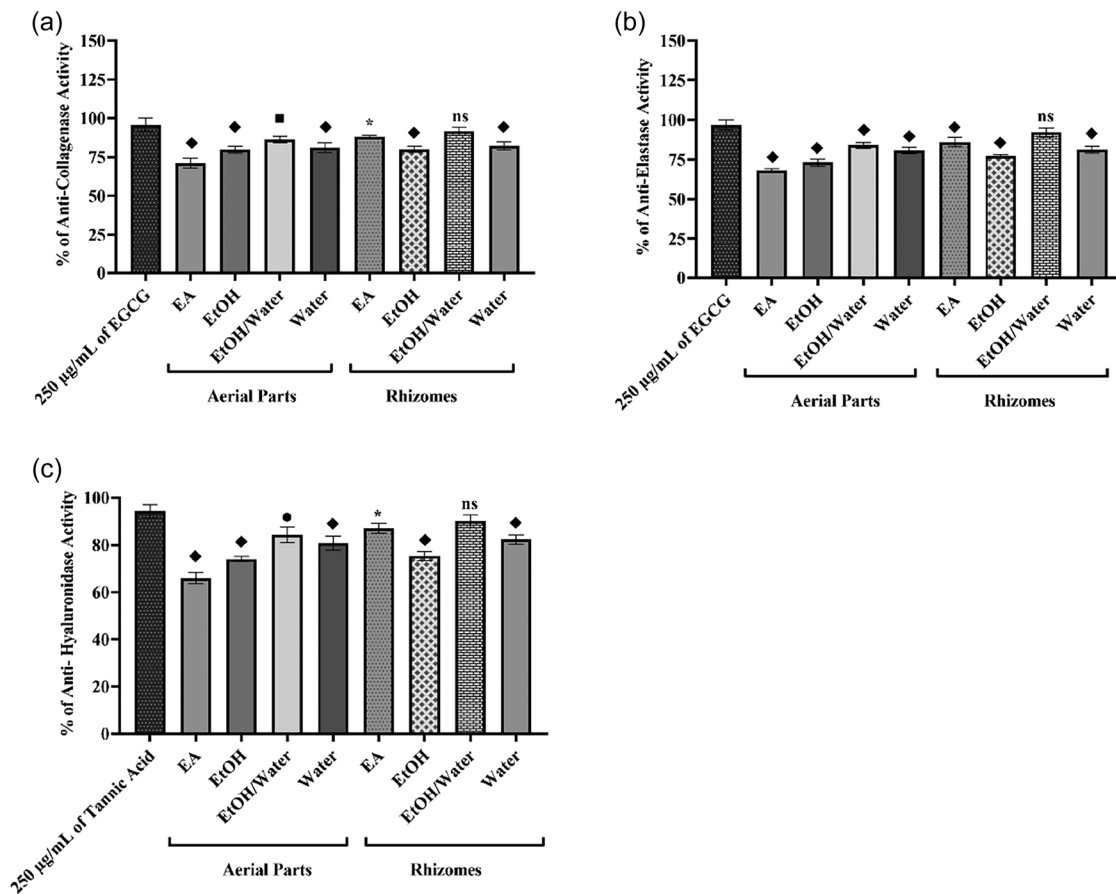 (a)
% of Anti-Collagenase Activity
150
125
100
75
50
25
0
◆
◆
■
◆
*
◆
ns
◆
250 µg/mL of EGCG
EA
EtOH
EtOH/Water
Water
EA
EtOH
EtOH/Water
Water
Aerial Parts
Rhizomes
(b)
% of Anti-Elastase Activity
150
125
100
75
50
25
0
◆
◆
◆
◆
◆
◆
ns
◆
250 µg/mL of EGCG
EA
EtOH
EtOH/Water
Water
EA
EtOH
EtOH/Water
Water
Aerial Parts
Rhizomes
(c)
% of Anti- Hyaluronidase Activity
100
80
60
40
20
0
◆
◆
●
◆
*
◆
ns
◆
250 µg/mL of Tannic Acid
EA
EtOH
EtOH/Water
Water
EA
EtOH
EtOH/Water
Water
Aerial Parts
Rhizomes